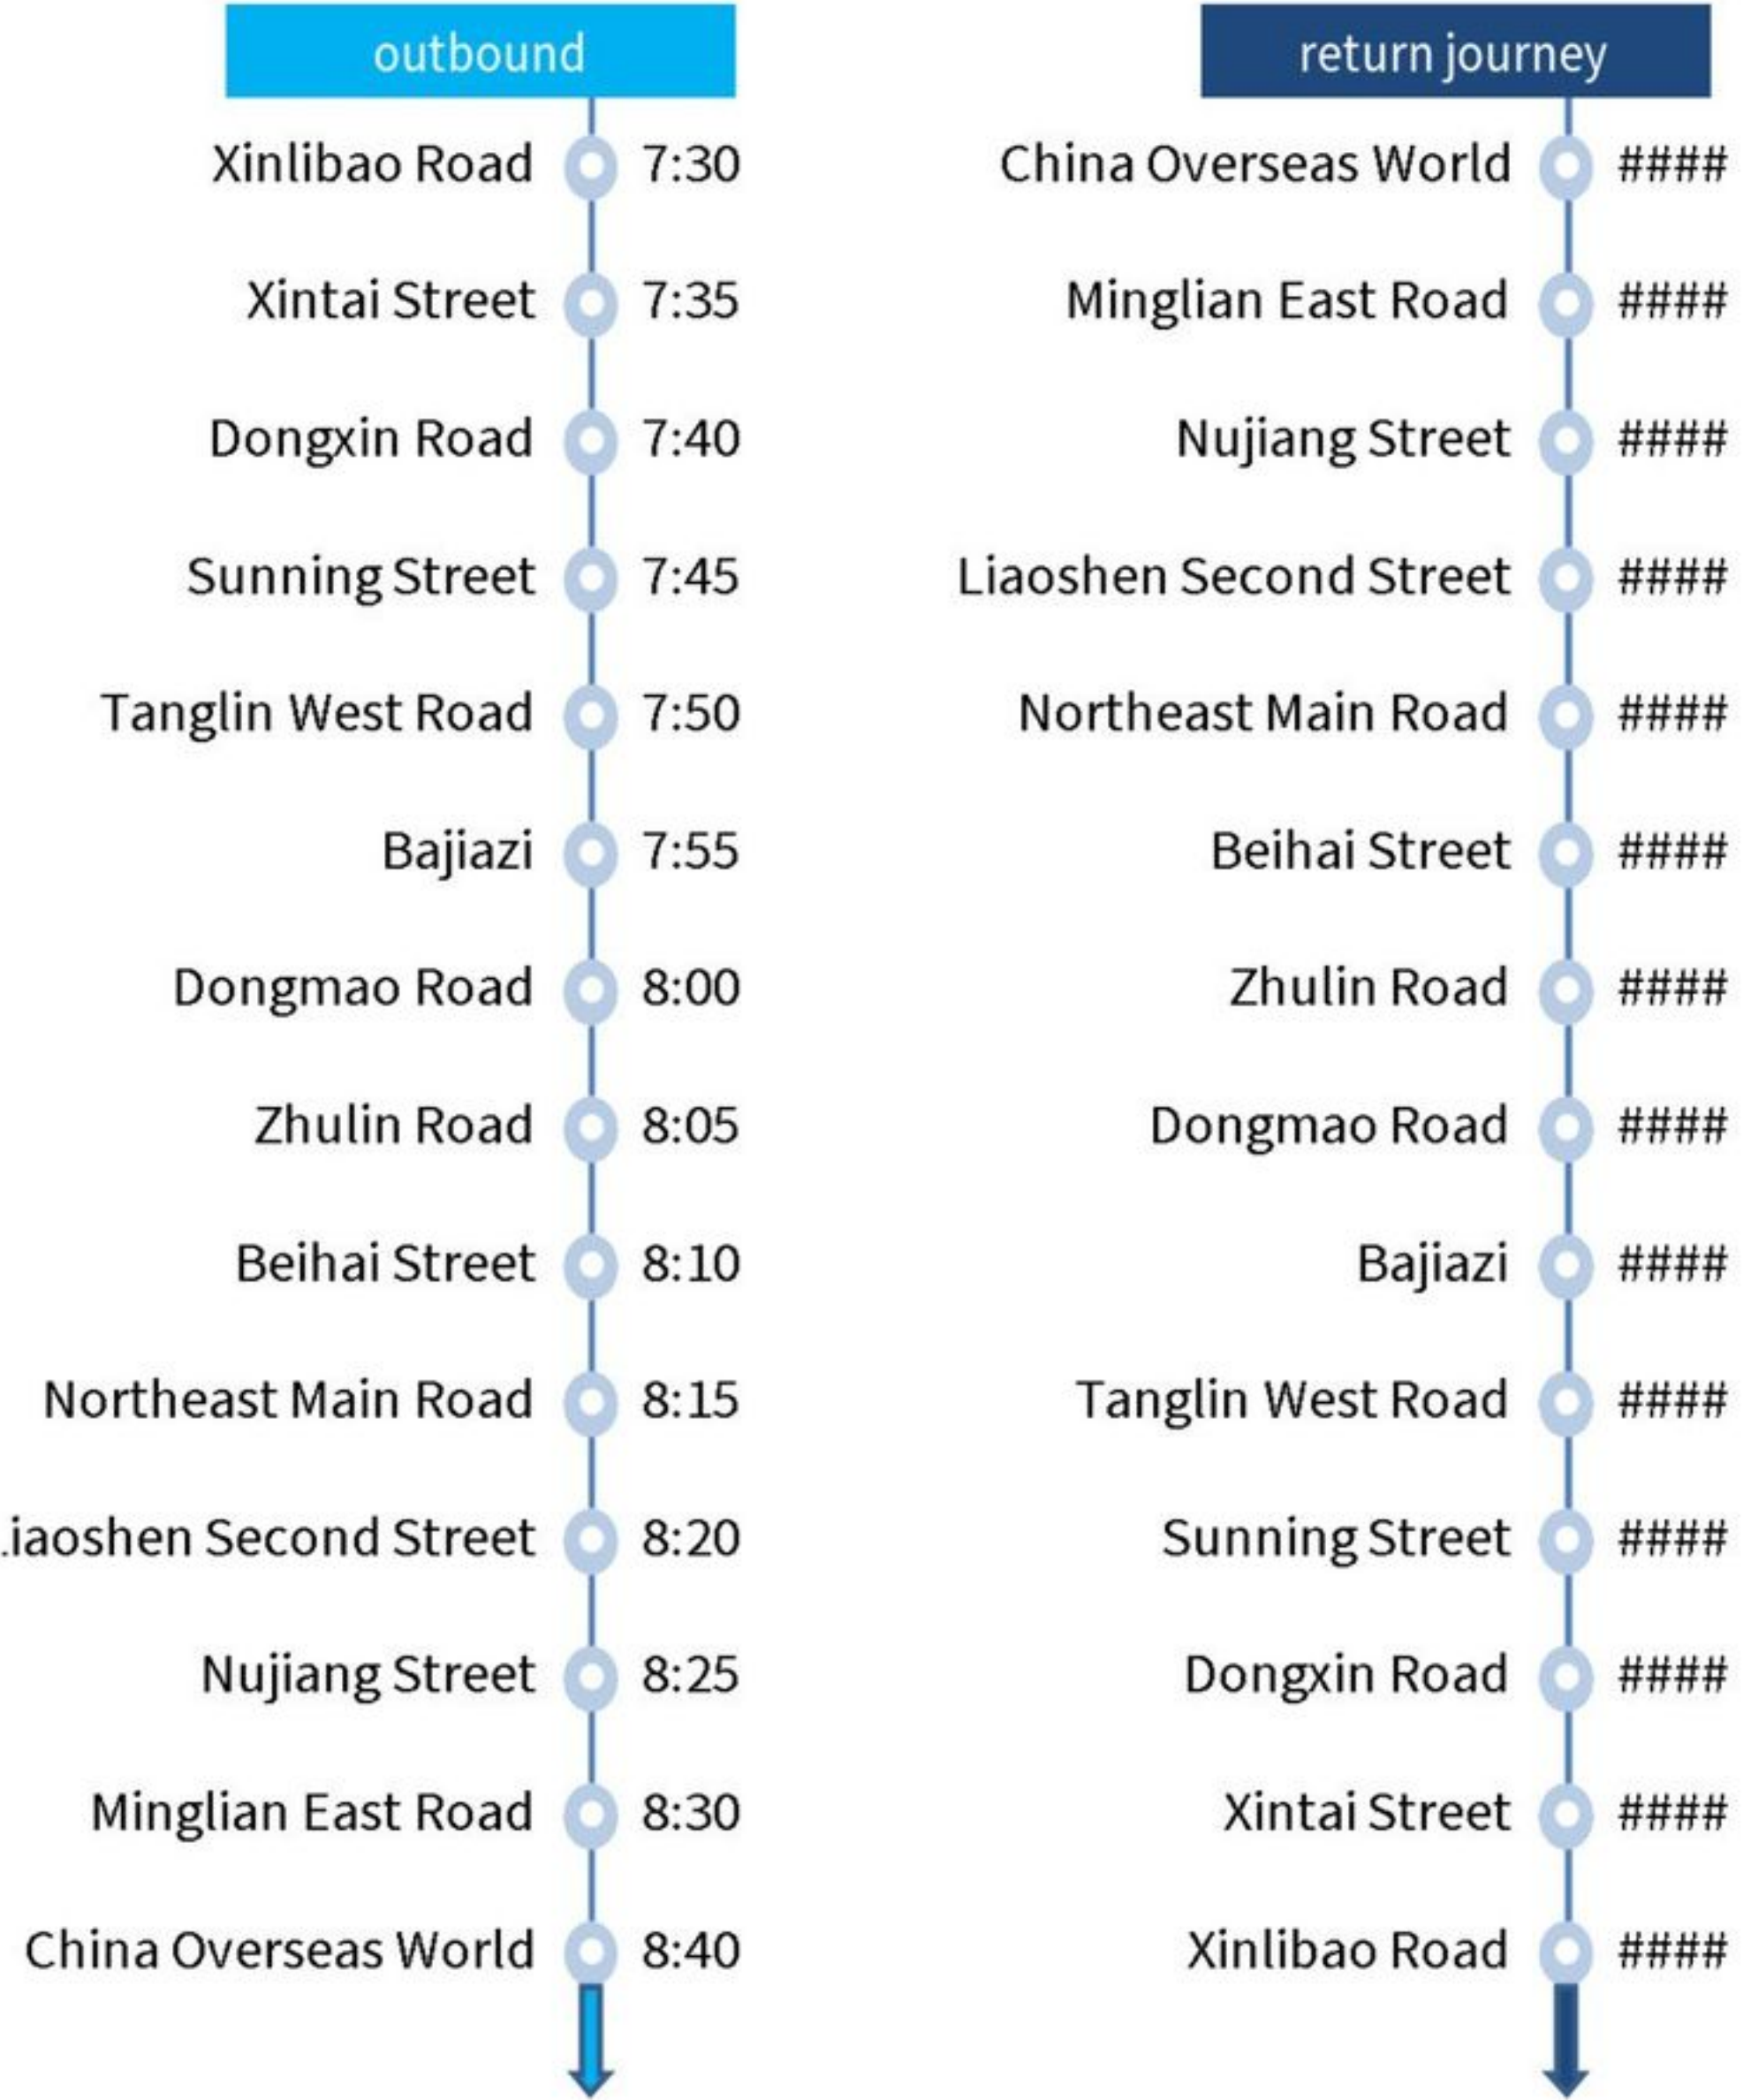 outbound
Xinlibao Road 7:30
Xintai Street 7:35
Dongxin Road 7:40
Sunning Street 7:45
Tanglin West Road 7:50
Bajiazi 7:55
Dongmao Road 8:00
Zhulin Road 8:05
Beihai Street 8:10
Northeast Main Road 8:15
iaoshen Second Street 8:20
Nujiang Street 8:25
Minglian East Road 8:30
China Overseas World 8:40
return journey
China Overseas World ####
Minglian East Road ####
Nujiang Street ####
Liaoshen Second Street ####
Northeast Main Road ####
Beihai Street ####
Zhulin Road ####
Dongmao Road ####
Bajiazi ####
Tanglin West Road ####
Sunning Street ####
Dongxin Road ####
Xintai Street ####
Xinlibao Road ####